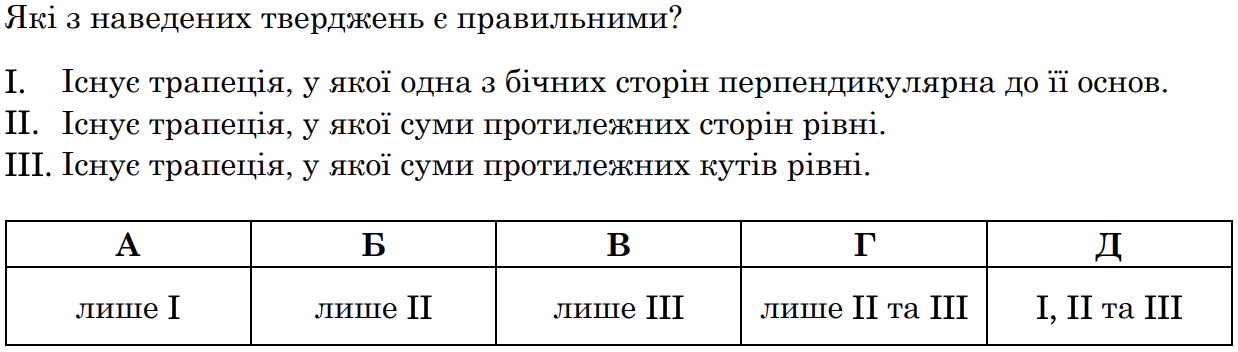 Які з наведених тверджень є правильними?
I. Існує трапеція, у якої одна з бічних сторін перпендикулярна до її основ.
II. Існує трапеція, у якої суми протилежних сторін рівні.
III. Існує трапеція, у якої суми протилежних кутів рівні.
А Б В Г Д
лише I лише II лише III лише II та III I, II та III